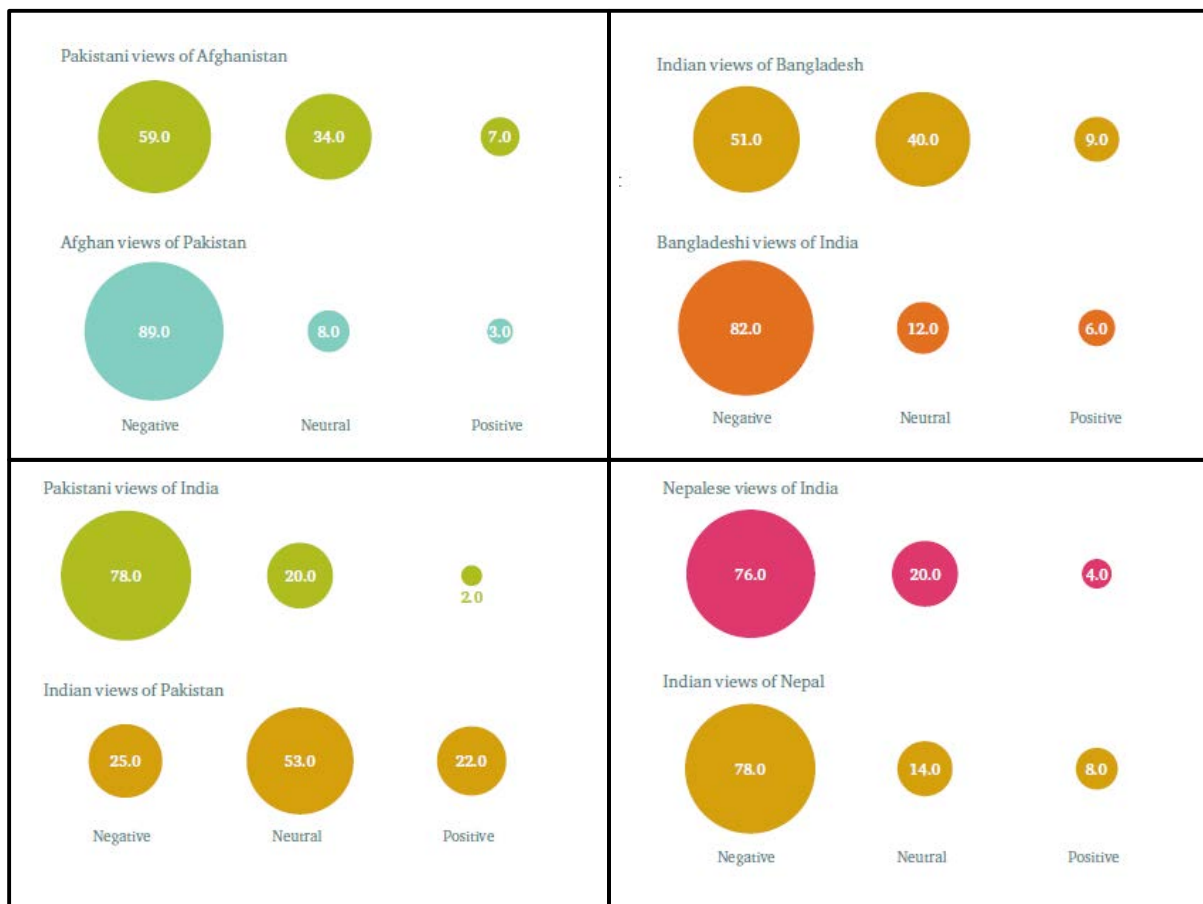 Pakistani views of Afghanistan
59.0 34.0 7.0
Afghan views of Pakistan
89.0 8.0 3.0
Negative Neutral Positive
Indian views of Bangladesh
51.0 40.0 9.0
:
Bangladeshi views of India
82.0 12.0 6.0
Negative Neutral Positive
Pakistani views of India
78.0 20.0 2.0
Indian views of Pakistan
25.0 53.0 22.0
Negative Neutral Positive
Nepalese views of India
76.0 20.0 4.0
Indian views of Nepal
78.0 14.0 8.0
Negative Neutral Positive